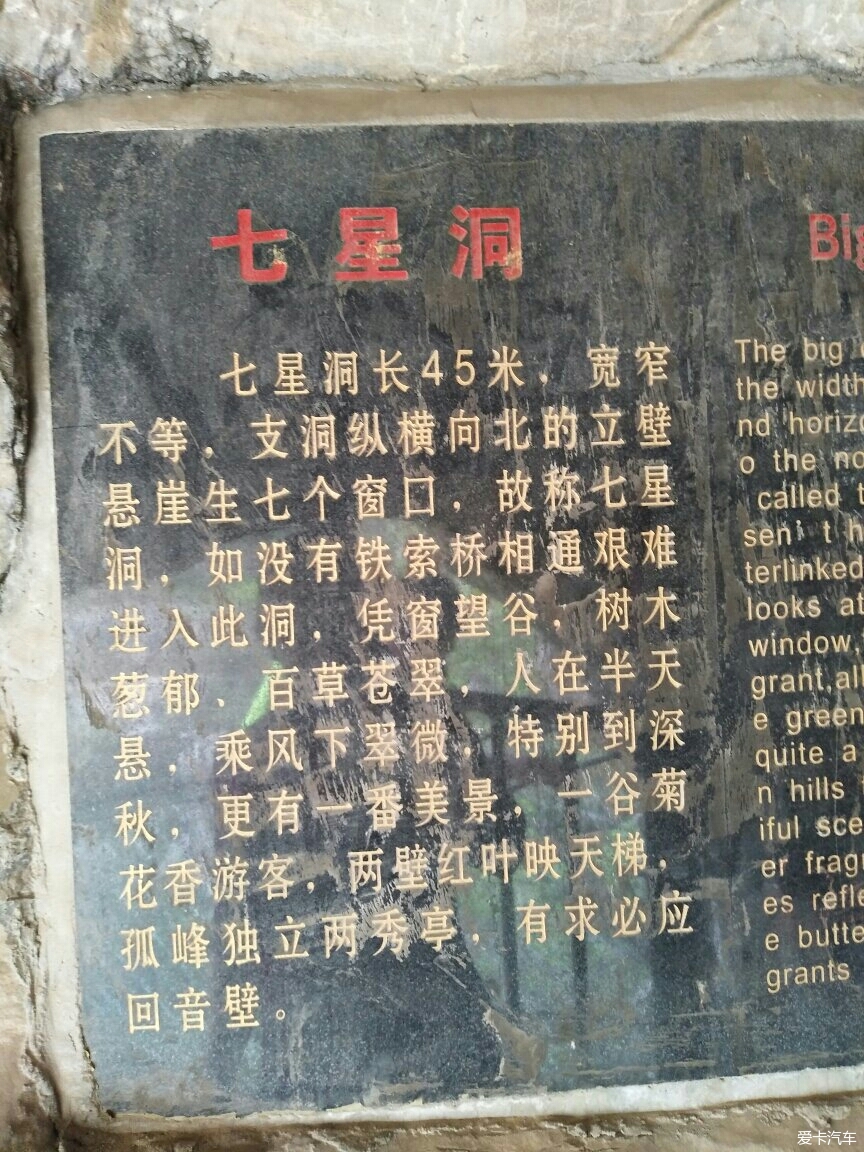 七星洞
七星洞长45米，宽窄
不等，支洞纵横向北的立壁
悬崖生七个窗口，故称七星
洞，如没有铁索桥相通艰难
进入此洞，凭窗望谷，树木
葱郁、百草苍翠，人在半天
悬，乘风下翠微，特别到深
秋，更有一番美景，一谷菊
花香游客，两壁红叶映天梯，
孤峰独立两秀亭，有求必应
回音壁。
Big
The big
the width
nd horizo
o the no
called t
sen' t h
terlinked
looks at
window,
grant,all
e green
quite a
n hills
iful sce
er fragr
es refle
e butte
grants
爱卡汽车